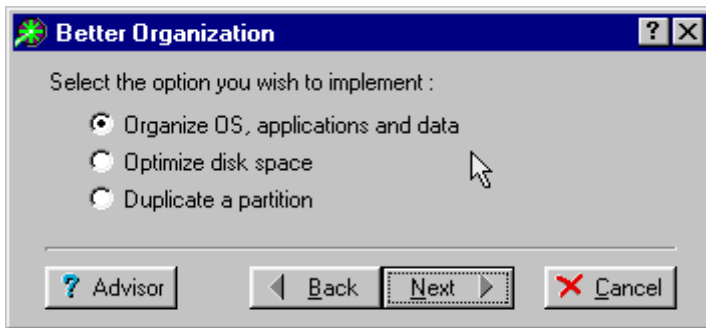 Better Organization
Select the option you wish to implement :
Organize OS, applications and data
Optimize disk space
Duplicate a partition
? Advisor Back Next Cancel